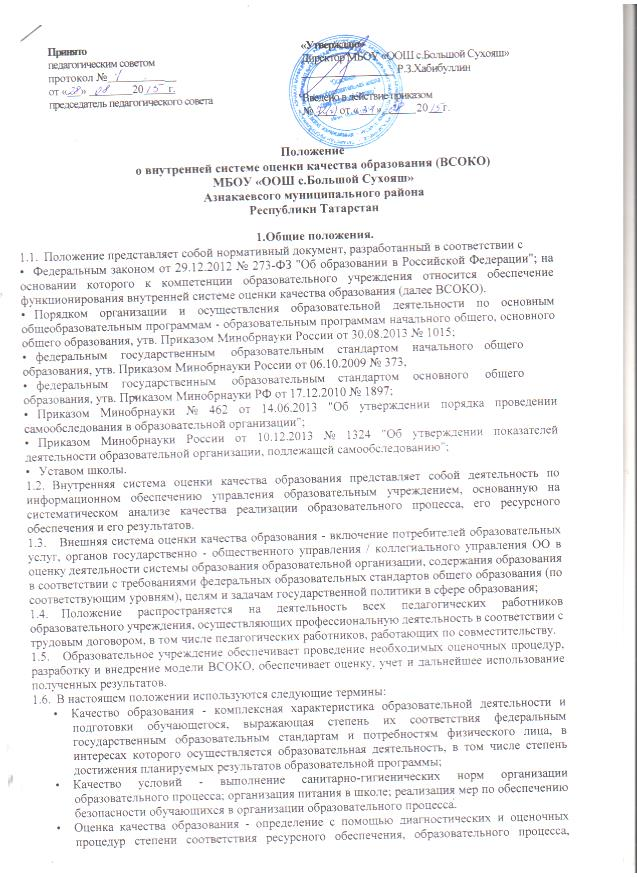 Принято
педагогическим советом
протокол № 1
от «28» 08 2015 г.
председатель педагогического совета
«Утверждаю»
Директор МБОУ «ООШ с.Большой Сухояш»
Р.З.Хабибуллин
Введено в действие приказом
№ от «31» 08 2015 г.
Положение
о внутренней системе оценки качества образования (ВСОКО)
МБОУ «ООШ с.Большой Сухояш»
Азнакаевсого муниципального района
Республики Татарстан
1.Общие положения.
1.1. Положение представляет собой нормативный документ, разработанный в соответствии с
• Федеральным законом от 29.12.2012 № 273-ФЗ "Об образовании в Российской Федерации"; на
основании которого к компетенции образовательного учреждения относится обеспечение
функционирования внутренней системе оценки качества образования (далее ВСОКО).
• Порядком организации и осуществления образовательной деятельности по основным
общеобразовательным программам - образовательным программам начального общего, основного
общего образования, утв. Приказом Минобрнауки России от 30.08.2013 № 1015;
• федеральным государственным образовательным стандартом начального общего
образования, утв. Приказом Минобрнауки России от 06.10.2009 № 373,
• федеральным государственным образовательным стандартом основного общего
образования, утв. Приказом Минобрнауки РФ от 17.12.2010 № 1897;
• Приказом Минобрнауки № 462 от 14.06.2013 "Об утверждении порядка проведении
самообследования в образовательной организации";
• Приказом Минобрнауки России от 10.12.2013 № 1324 "Об утверждении показателей
деятельности образовательной организации, подлежащей самообследованию";
• Уставом школы.
1.2. Внутренняя система оценки качества образования представляет собой деятельность по
информационном обеспечению управления образовательным учреждением, основанную на
систематическом анализе качества реализации образовательного процесса, его ресурсного
обеспечения и его результатов.
1.3. Внешняя система оценки качества образования - включение потребителей образовательных
услуг, органов государственно - общественного управления / коллегиального управления ОО в
оценку деятельности системы образования образовательной организации, содержания образования
в соответствии с требованиями федеральных образовательных стандартов общего образования (по
соответствующим уровням), целям и задачам государственной политики в сфере образования;
1.4. Положение распространяется на деятельность всех педагогических работников
образовательного учреждения, осуществляющих профессиональную деятельность в соответствии с
трудовым договором, в том числе педагогических работников, работающих по совместительству.
1.5. Образовательное учреждение обеспечивает проведение необходимых оценочных процедур,
разработку и внедрение модели ВСОКО, обеспечивает оценку, учет и дальнейшее использование
полученных результатов.
1.6. В настоящем положении используются следующие термины:
• Качество образования - комплексная характеристика образовательной деятельности и
подготовки обучающегося, выражающая степень их соответствия федеральным
государственным образовательным стандартам и потребностям физического лица, в
интересах которого осуществляется образовательная деятельность, в том числе степень
достижения планируемых результатов образовательной программы;
• Качество условий - выполнение санитарно-гигиенических норм организации
образовательного процесса; организация питания в школе; реализация мер по обеспечению
безопасности обучающихся в организации образовательного процесса.
• Оценка качества образования - определение с помощью диагностических и оценочных
процедур степени соответствия ресурсного обеспечения, образовательного процесса,